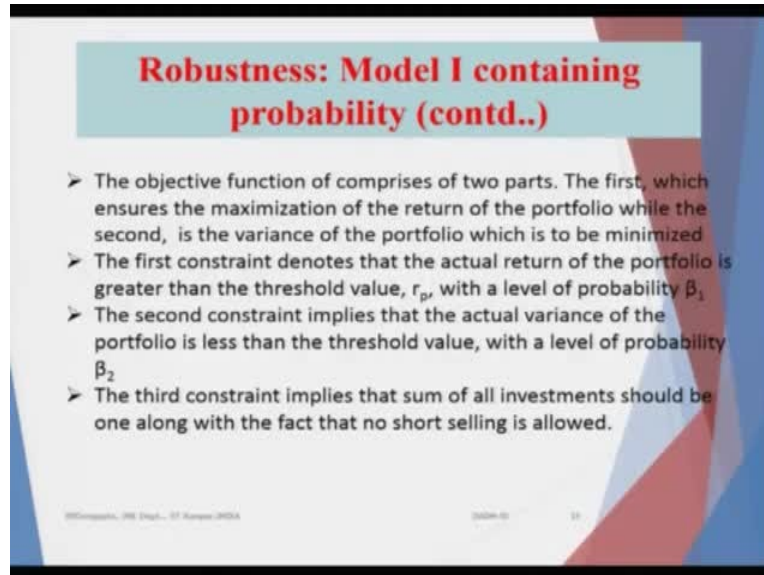 Robustness: Model I containing
probability (contd..)
➢ The objective function of comprises of two parts. The first, which
ensures the maximization of the return of the portfolio while the
second,  is the variance of the portfolio which is to be minimized
➢ The first constraint denotes that the actual return of the portfolio is
greater than the threshold value, rₚ, with a level of probability β₁
➢ The second constraint implies that the actual variance of the
portfolio is less than the threshold value, with a level of probability
β₂
➢ The third constraint implies that sum of all investments should be
one along with the fact that no short selling is allowed.